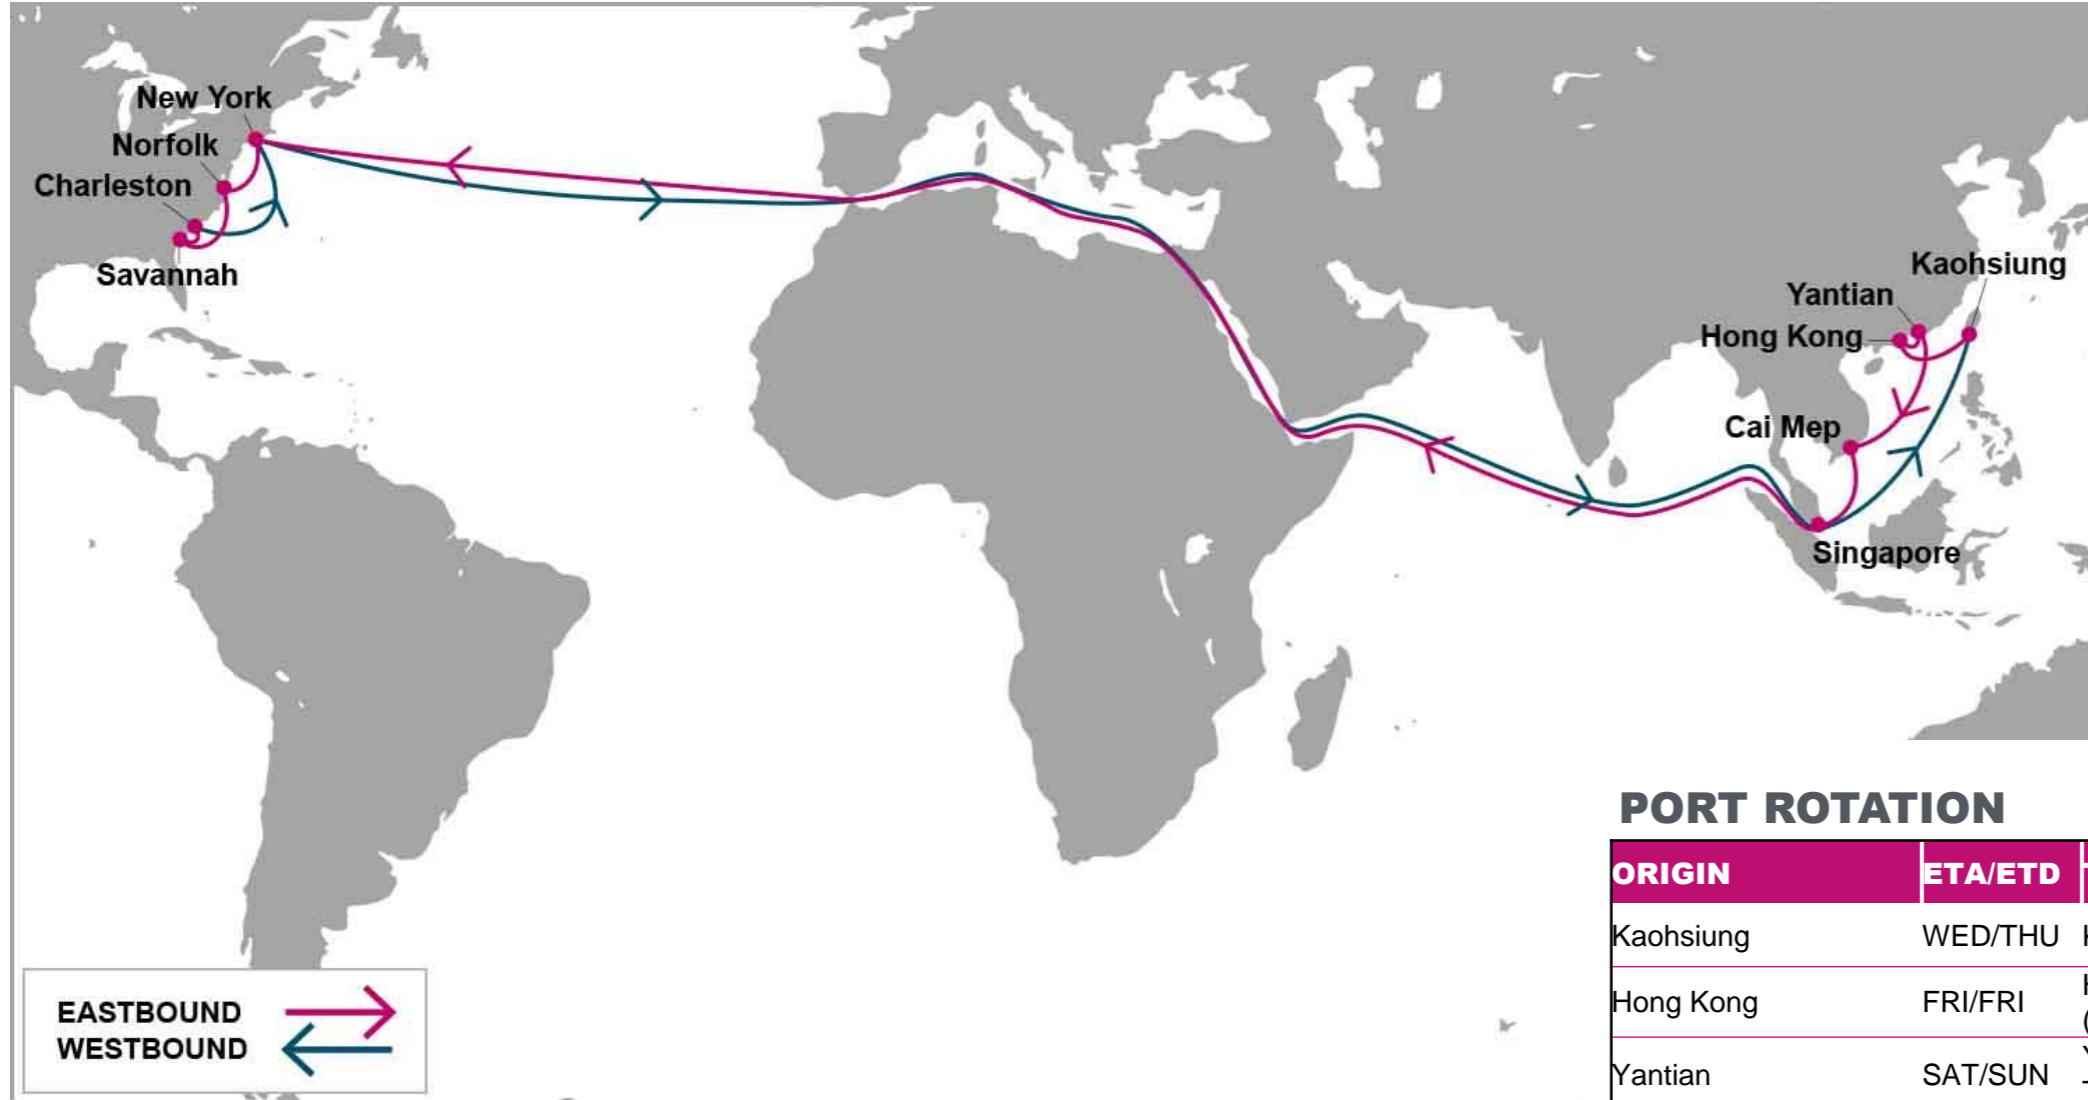 New York
Norfolk
Charleston
Savannah
Kaohsiung
Yantian
Hong Kong
Cai Mep
Singapore
EASTBOUND
WESTBOUND
PORT ROTATION
ORIGIN ETA/ETD
Kaohsiung WED/THU
Hong Kong FRI/FRI
Yantian SAT/SUN